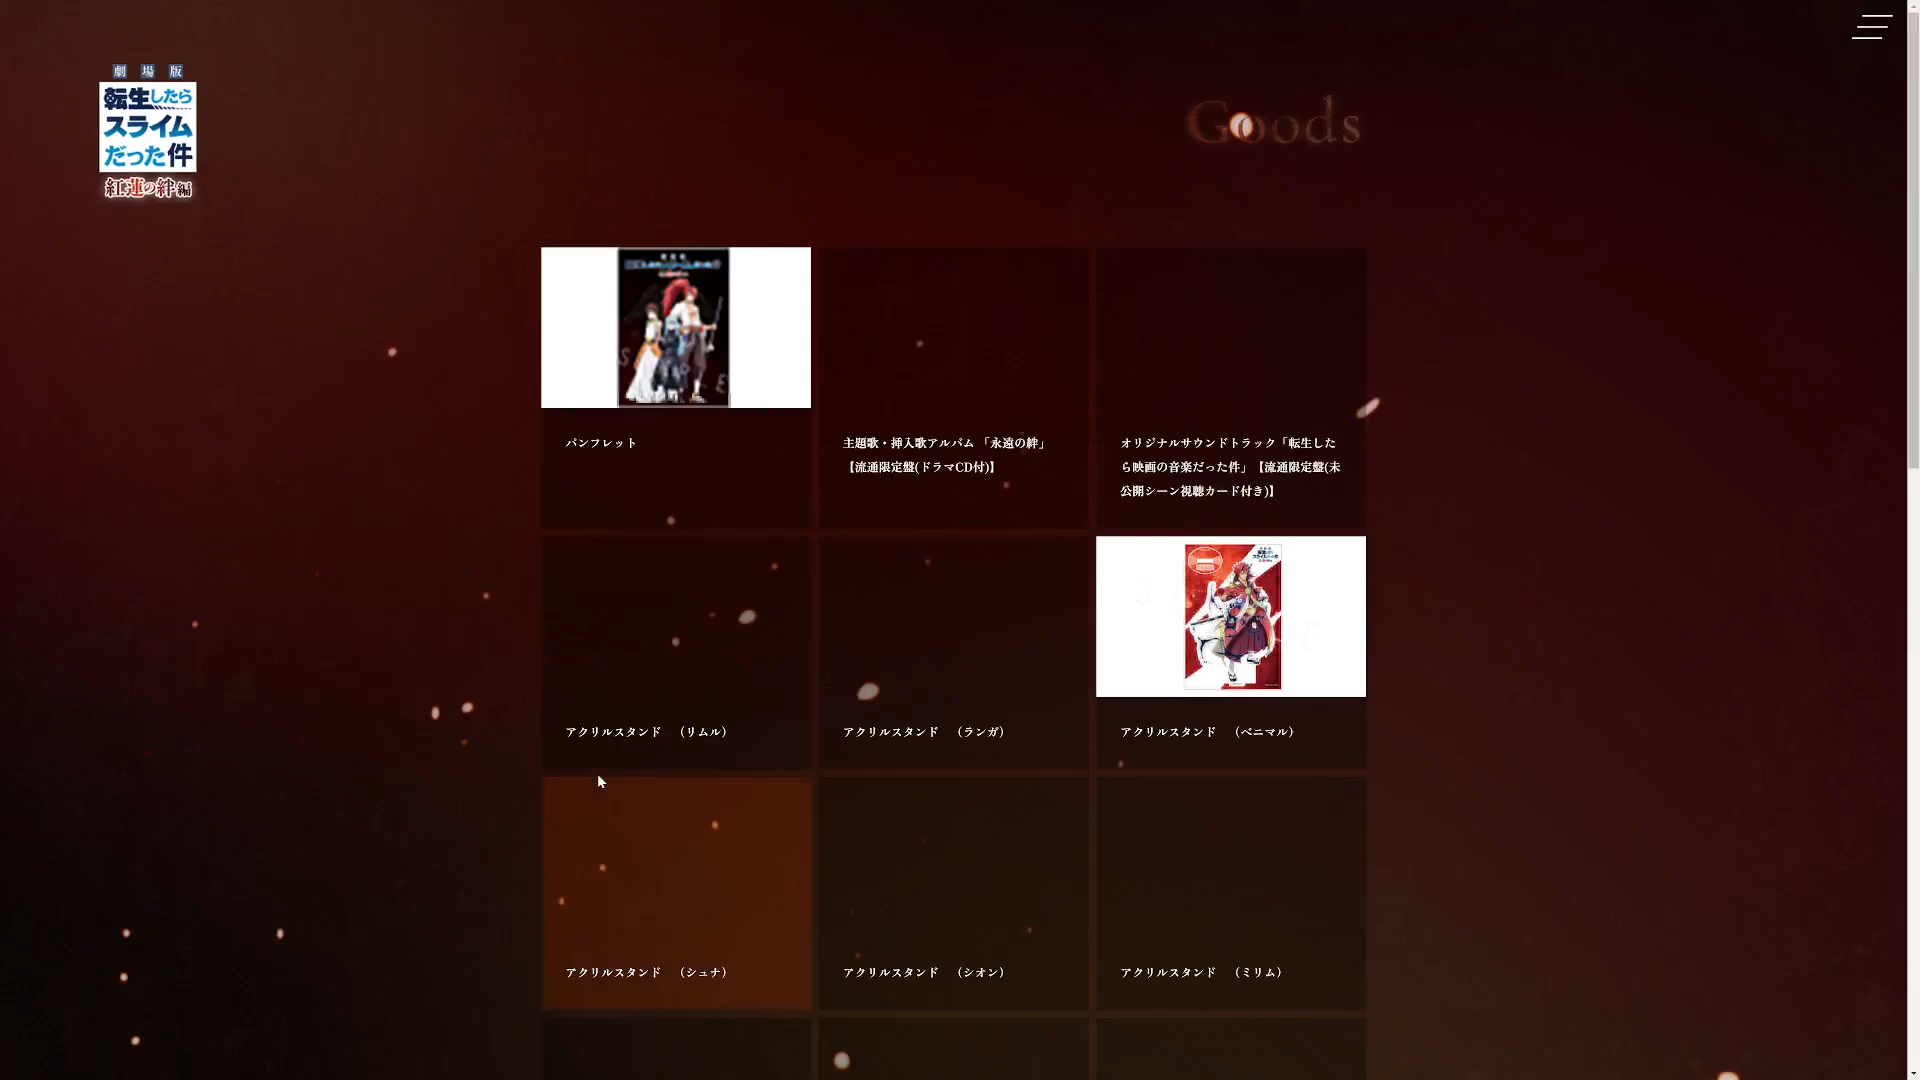 劇場版
転生したら
スライム
だった件
紅蓮の絆編
Goods
パンフレット
主題歌・挿入歌アルバム 「永遠の絆」
【流通限定盤(ドラマCD付)】
オリジナルサウンドトラック「転生した
ら映画の音楽だった件」【流通限定盤(未
公開シーン視聴カード付き)】
アクリルスタンド　（リムル）
アクリルスタンド　（ランガ）
アクリルスタンド　（ベニマル）
アクリルスタンド　（シュナ）
アクリルスタンド　（シオン）
アクリルスタンド　（ミリム）